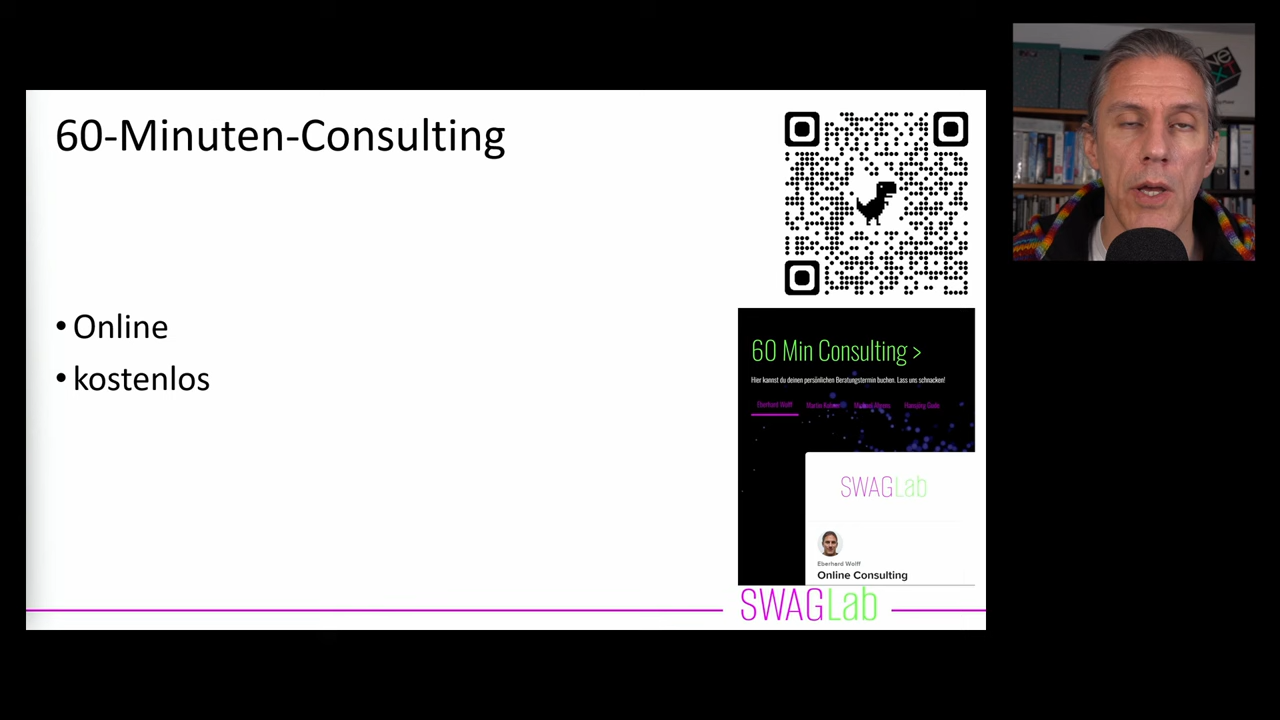 60-Minuten-Consulting
• Online
• kostenlos
60 Min Consulting >
Hier kannst du deinen persönlichen Beratungstermin buchen. Lass uns schnacken!
Eberhard Wolff
SWAGLab
Eberhard Wolff
Online Consulting
SWAGLab